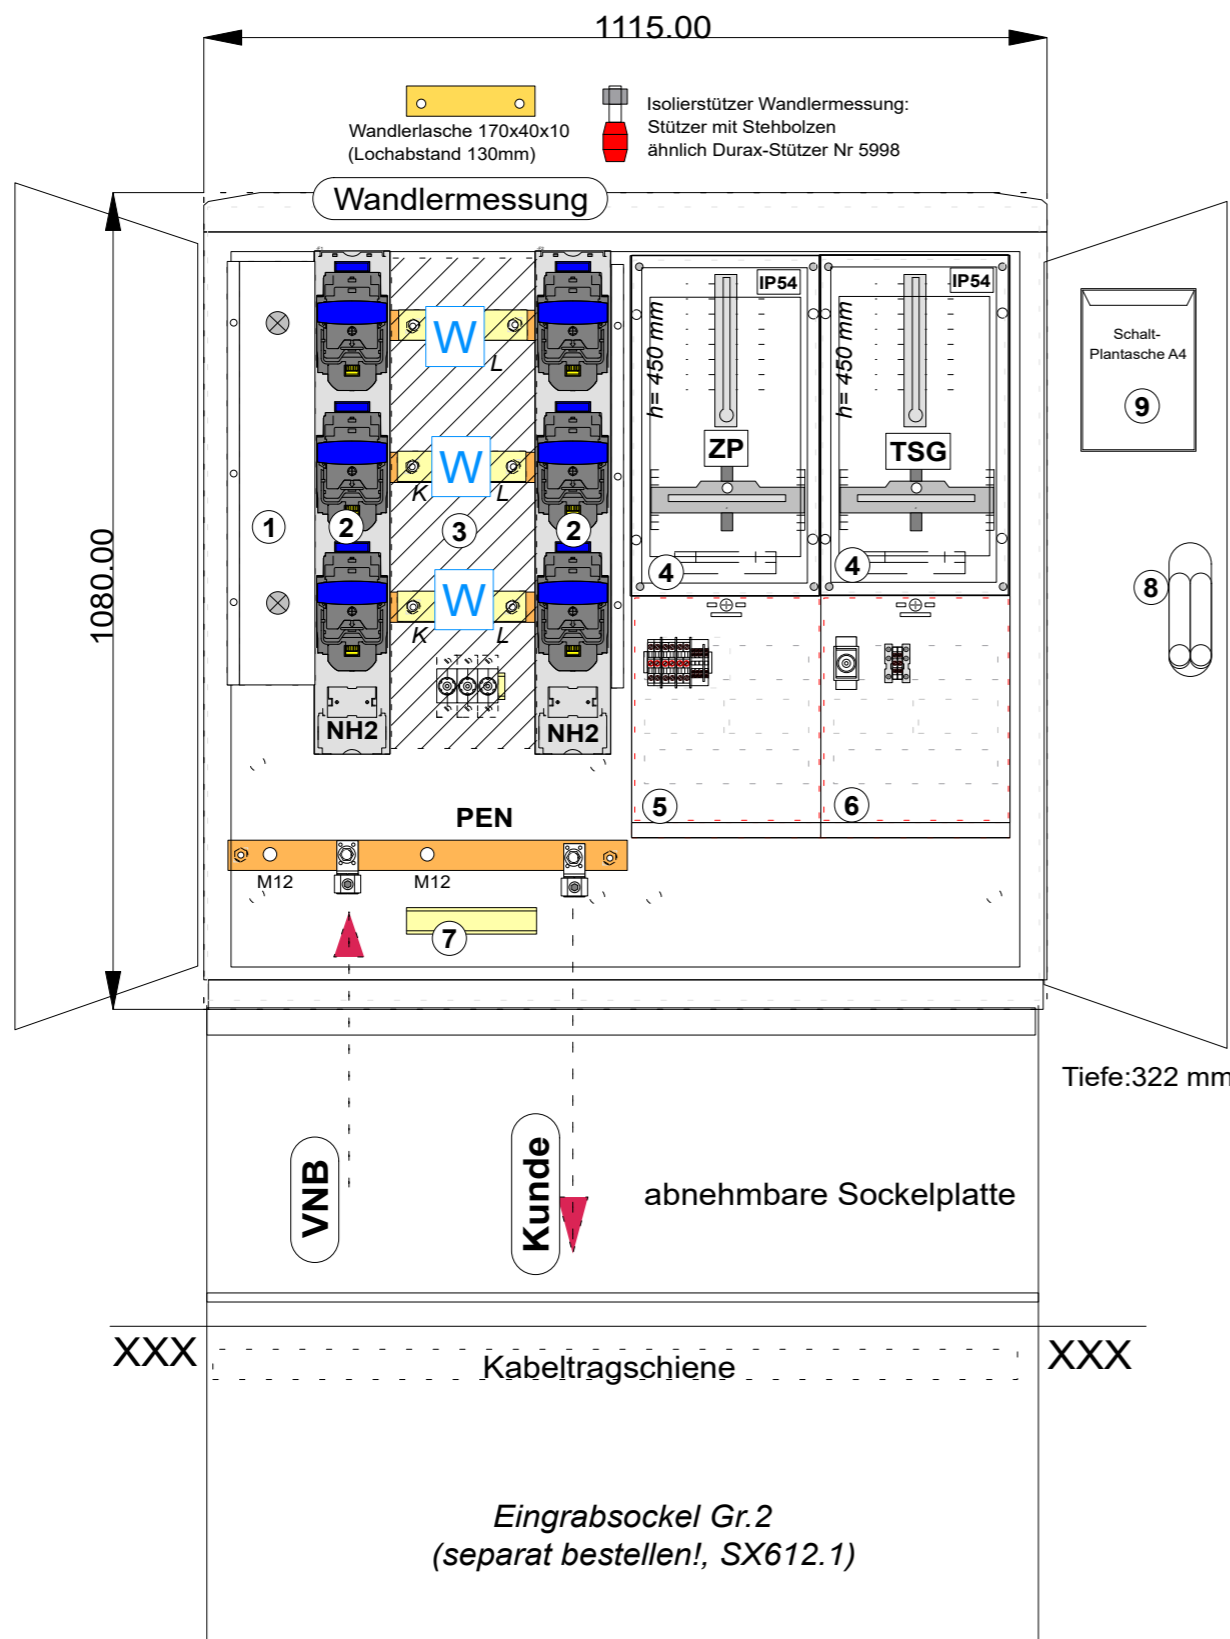 1115.00
Wandlerlasche 170x40x10
(Lochabstand 130mm)
Isolierstützer Wandlermessung:
Stützer mit Stehbolzen
ähnlich Durax-Stützer Nr 5998
Wandlermessung
1080.00
IP54
IP54
h= 450 mm
h= 450 mm
W
L
W
K
L
W
K
L
ZP
TSG
1
2
3
2
4
4
NH2
NH2
5
6
Schalt-
Plantasche A4
9
8
PEN
M12
M12
7
Tiefe:322 mm
VNB
Kunde
abnehmbare Sockelplatte
XXX
XXX
Kabeltragschiene
Eingrabsockel Gr.2
(separat bestellen!, SX612.1)